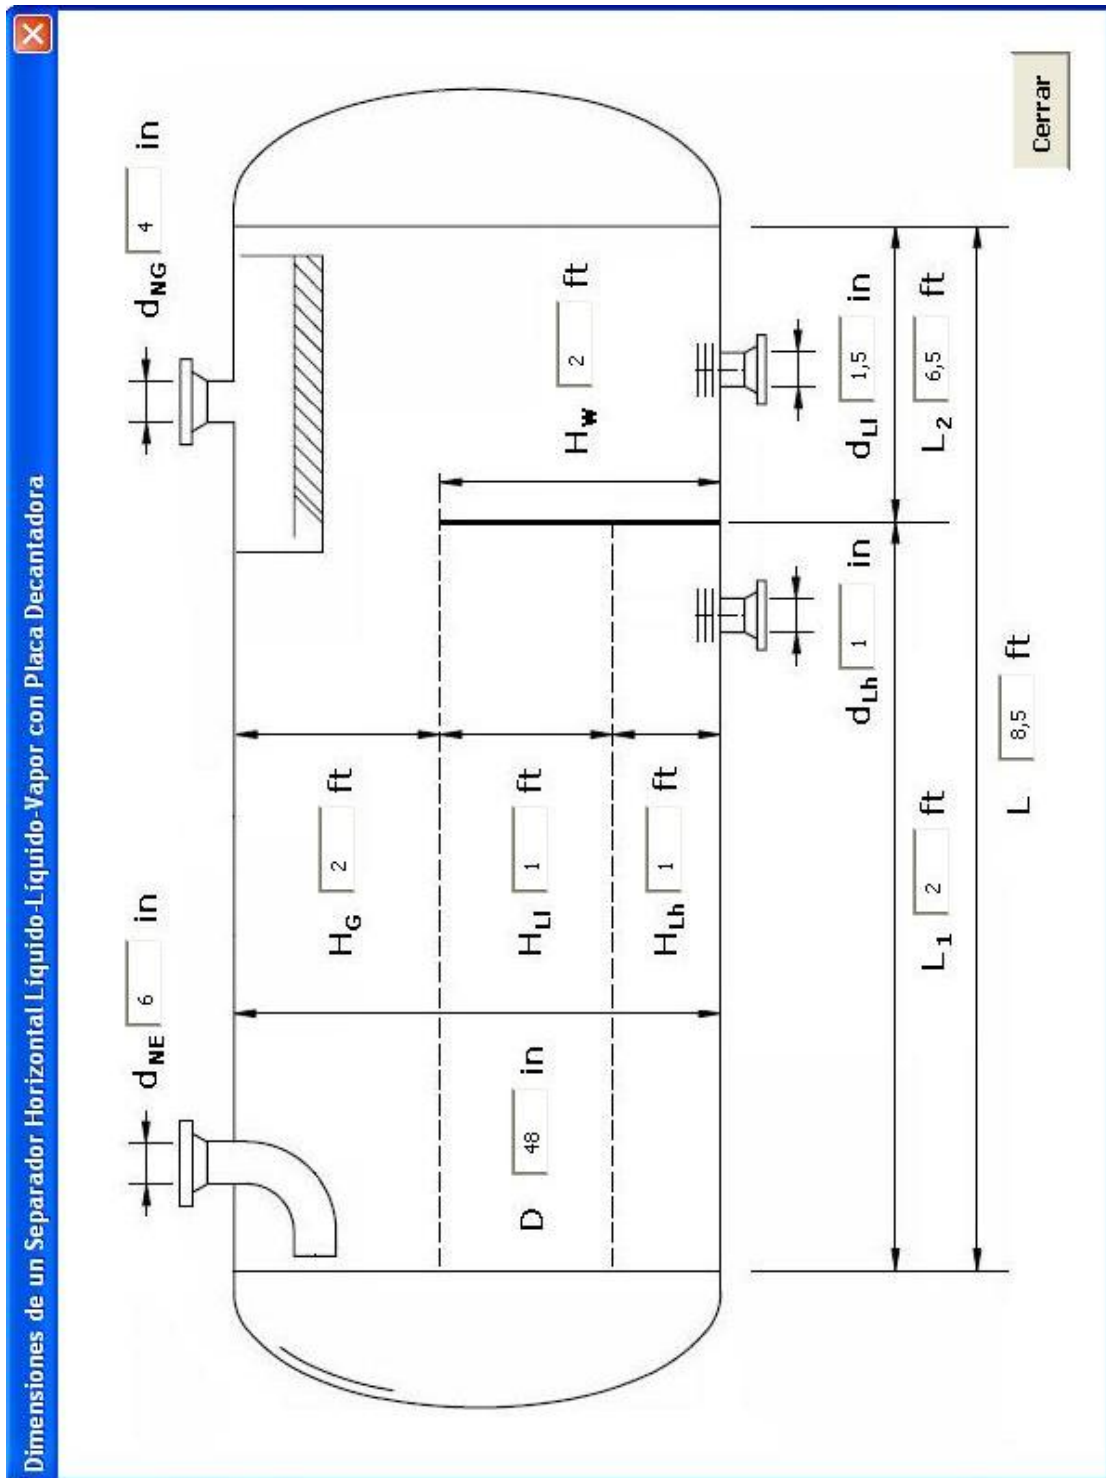 Dimensiones de un Separador Horizontal Líquido-Líquido-Vapor con Placa Decantadora
d_NE 6 in
d_NG 4 in
H_G 2 ft
D 48 in
H_Ll 1 ft
H_W 2 ft
H_Lh 1 ft
d_Lh 1 in
d_Ll 1,5 in
L_1 2 ft
L_2 6,5 ft
L 8,5 ft
Cerrar